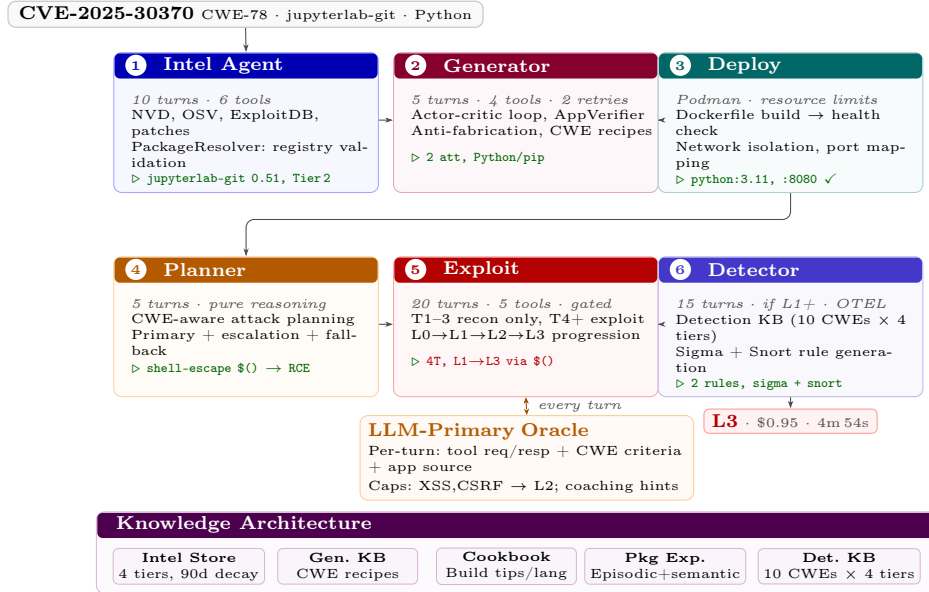 CVE-2025-30370 CWE-78 · jupyterlab-git · Python
1 Intel Agent
10 turns · 6 tools
NVD, OSV, ExploitDB,
patches
PackageResolver: registry val-
idation
▷ jupyterlab-git 0.51, Tier 2
2 Generator
5 turns · 4 tools · 2 retries
Actor-critic loop, AppVerifier
Anti-fabrication, CWE recipes
▷ 2 att, Python/pip
3 Deploy
Podman · resource limits
Dockerfile build → health
check
Network isolation, port map-
ping
▷ python:3.11, :8080 ✓
4 Planner
5 turns · pure reasoning
CWE-aware attack planning
Primary + escalation + fall-
back
▷ shell-escape $() → RCE
5 Exploit
20 turns · 5 tools · gated
T1–3 recon only, T4+ exploit
L0→L1→L2→L3 progression
▷ 4T, L1→L3 via $()
6 Detector
15 turns · if L1+ · OTEL
Detection KB (10 CWEs × 4
tiers)
Sigma + Snort rule genera-
tion
▷ 2 rules, sigma + snort
every turn
L3 · $0.95 · 4m 54s
LLM-Primary Oracle
Per-turn: tool req/resp + CWE criteria
+ app source
Caps: XSS,CSRF → L2; coaching hints
Knowledge Architecture
Intel Store
4 tiers, 90d decay
Gen. KB
CWE recipes
Cookbook
Build tips/lang
Pkg Exp.
Episodic+semantic
Det. KB
10 CWEs × 4 tiers